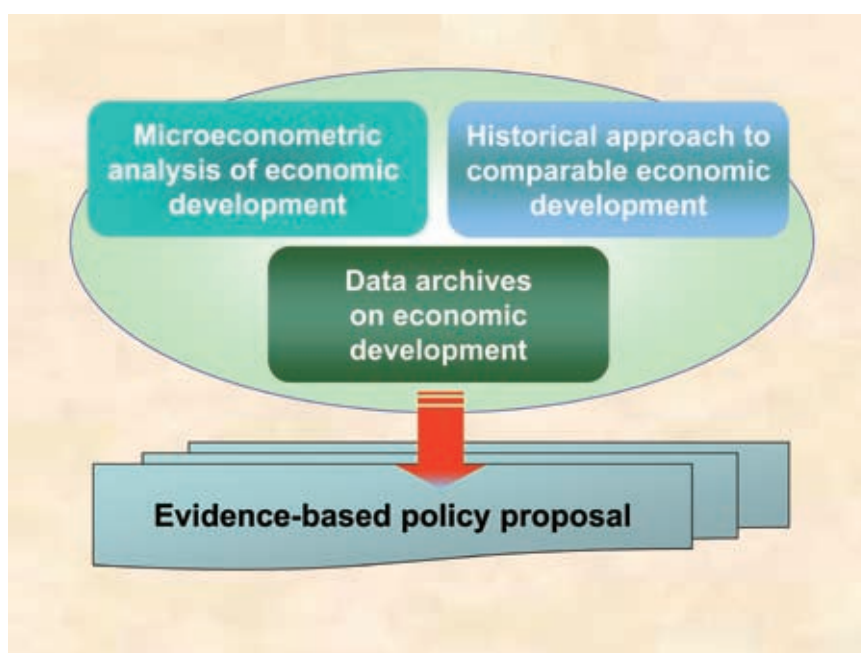 Microeconometric
analysis of economic
development
Historical approach to
comparable economic
development
Data archives
on economic
development
Evidence-based policy proposal